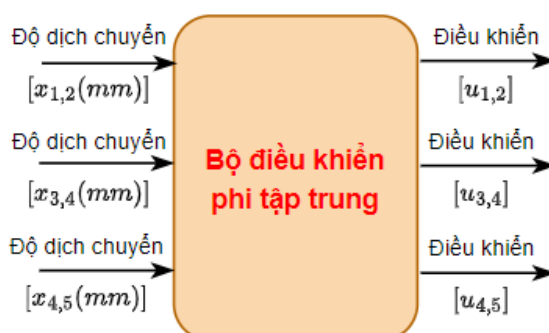 Độ dịch chuyển
[x_{1,2}(mm)]
Độ dịch chuyển
[x_{3,4}(mm)]
Độ dịch chuyển
[x_{4,5}(mm)]
Bộ điều khiển
phi tập trung
Điều khiển
[u_{1,2}]
Điều khiển
[u_{3,4}]
Điều khiển
[u_{4,5}]